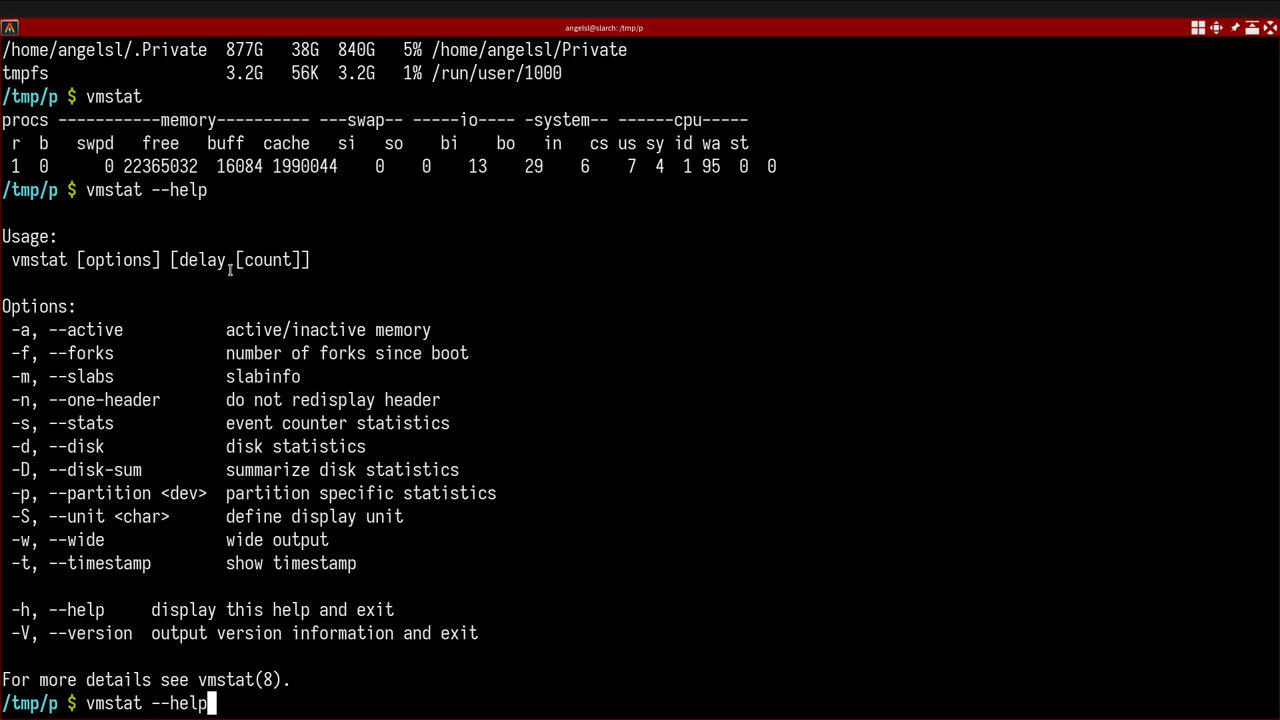 angelsl@slarch: /tmp/p
/home/angelsl/.Private  877G   38G  840G   5% /home/angelsl/Private
tmpfs                   3.2G   56K  3.2G   1% /run/user/1000
/tmp/p $ vmstat
procs -----------memory---------- ---swap-- -----io---- -system-- ------cpu-----
 r  b   swpd   free   buff  cache   si   so    bi    bo   in   cs us sy id wa st
 1  0      0 22365032  16084 1990044    0    0    13    29    6    7  4  1 95  0  0
/tmp/p $ vmstat --help
Usage:
 vmstat [options] [delay [count]]
Options:
 -a, --active           active/inactive memory
 -f, --forks            number of forks since boot
 -m, --slabs            slabinfo
 -n, --one-header       do not redisplay header
 -s, --stats            event counter statistics
 -d, --disk             disk statistics
 -D, --disk-sum         summarize disk statistics
 -p, --partition <dev>  partition specific statistics
 -S, --unit <char>      define display unit
 -w, --wide             wide output
 -t, --timestamp        show timestamp
 -h, --help     display this help and exit
 -V, --version  output version information and exit
For more details see vmstat(8).
/tmp/p $ vmstat --help